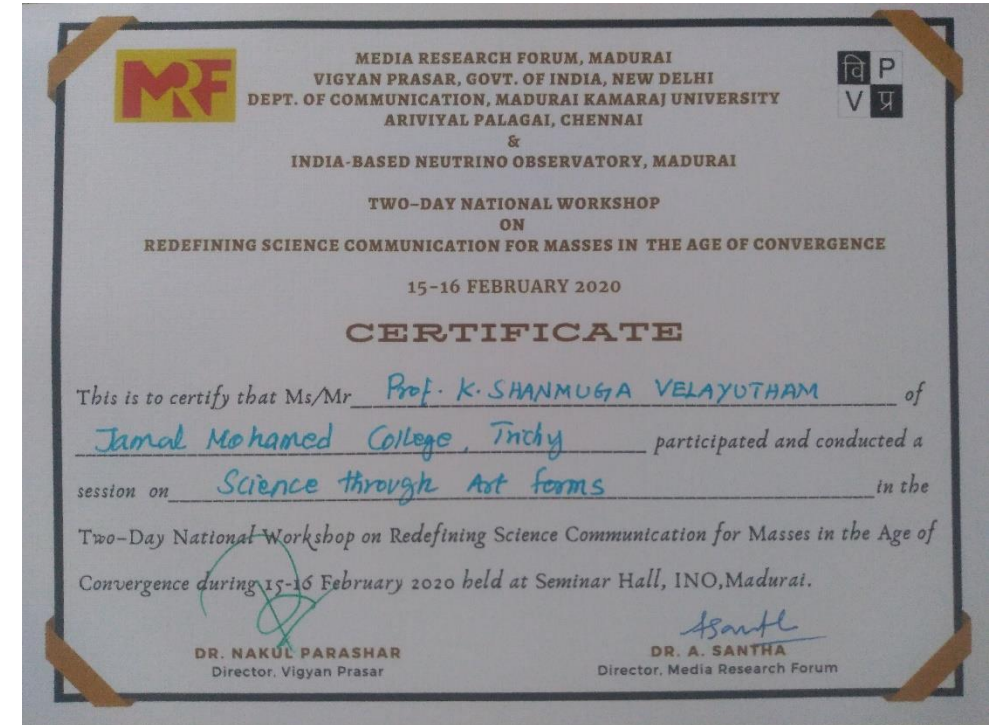 MRF
वि P
V प्र
MEDIA RESEARCH FORUM, MADURAI
VIGYAN PRASAR, GOVT. OF INDIA, NEW DELHI
DEPT. OF COMMUNICATION, MADURAI KAMARAJ UNIVERSITY
ARIVIYAL PALAGAI, CHENNAI
&
INDIA-BASED NEUTRINO OBSERVATORY, MADURAI
TWO-DAY NATIONAL WORKSHOP
ON
REDEFINING SCIENCE COMMUNICATION FOR MASSES IN THE AGE OF CONVERGENCE
15-16 FEBRUARY 2020
CERTIFICATE
This is to certify that Ms/Mr Prof. K. SHANMUGA VELAYUTHAM of
Jamal Mohamed College, Trichy participated and conducted a
session on Science through Art forms in the
Two-Day National Workshop on Redefining Science Communication for Masses in the Age of
Convergence during 15-16 February 2020 held at Seminar Hall, INO,Madurai.
ASanth
DR. NAKUL PARASHAR
Director, Vigyan Prasar
DR. A. SANTHA
Director, Media Research Forum